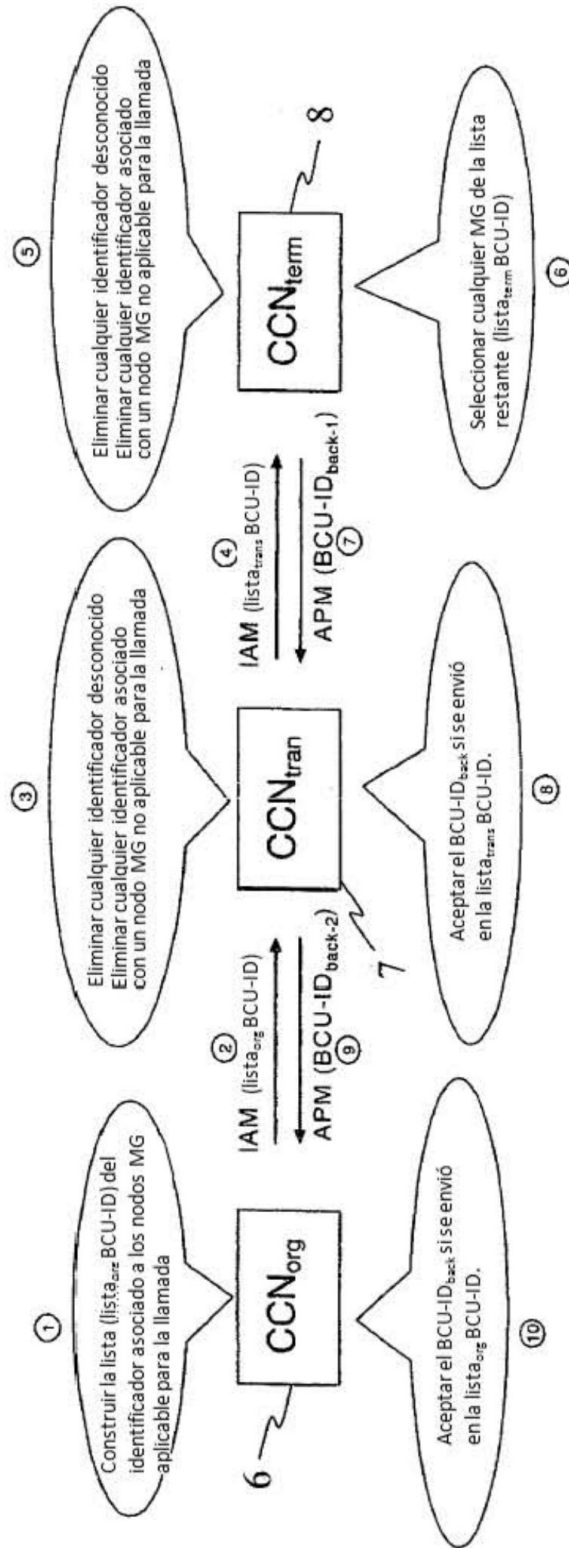 ①
Construir la lista (lista_org BCU-ID) del
identificador asociado a los nodos MG
aplicable para la llamada
CCN_org
6
Aceptar el BCU-ID_back si se envió
en la lista_org BCU-ID.
⑩
②
IAM (lista_org BCU-ID)
APM (BCU-ID_back-2)
⑨
③
Eliminar cualquier identificador desconocido
Eliminar cualquier identificador asociado
con un nodo MG no aplicable para la llamada
CCN_tran
7
Aceptar el BCU-ID_back si se envió
en la lista_trans BCU-ID.
⑧
④
IAM (lista_trans BCU-ID)
APM (BCU-ID_back-1)
⑦
⑤
Eliminar cualquier identificador desconocido
Eliminar cualquier identificador asociado
con un nodo MG no aplicable para la llamada
CCN_term
8
Seleccionar cualquier MG de la lista
restante (lista_term BCU-ID)
⑥